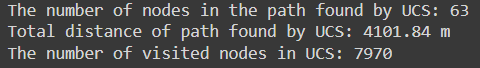 The number of nodes in the path found by UCS: 63
Total distance of path found by UCS: 4101.84 m
The number of visited nodes in UCS: 7970